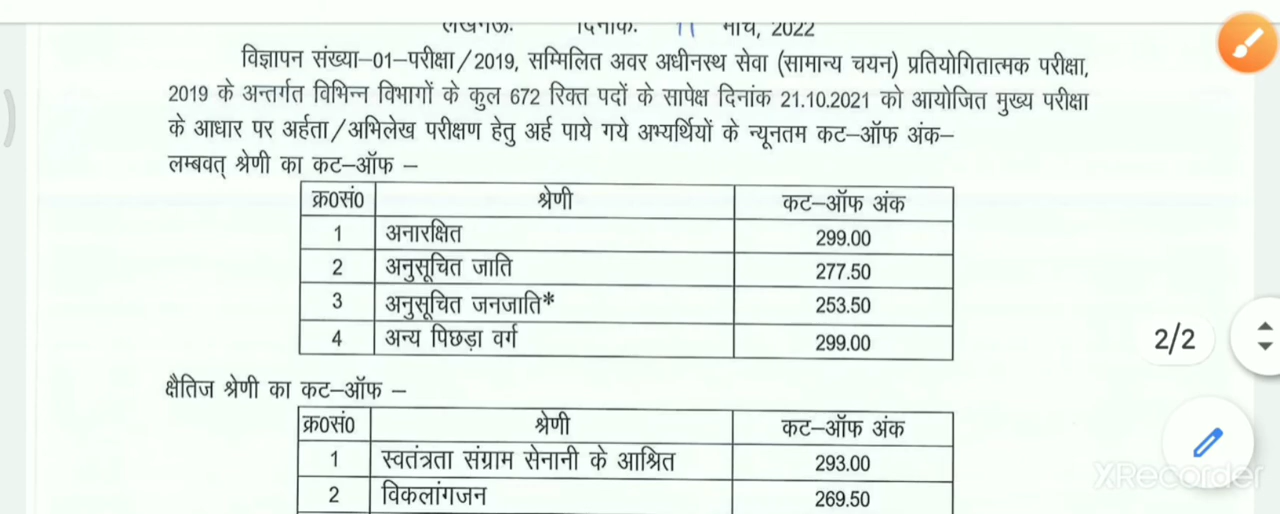 लखनऊ: दिनांक: 11 मार्च, 2022
विज्ञापन संख्या–01–परीक्षा/2019, सम्मिलित अवर अधीनस्थ सेवा (सामान्य चयन) प्रतियोगितात्मक परीक्षा,
2019 के अन्तर्गत विभिन्न विभागों के कुल 672 रिक्त पदों के सापेक्ष दिनांक 21.10.2021 को आयोजित मुख्य परीक्षा
के आधार पर अर्हता/अभिलेख परीक्षण हेतु अर्ह पाये गये अभ्यर्थियों के न्यूनतम कट–ऑफ अंक–
लम्बवत् श्रेणी का कट–ऑफ –
क्र0सं0 श्रेणी कट–ऑफ अंक
1 अनारक्षित 299.00
2 अनुसूचित जाति 277.50
3 अनुसूचित जनजाति* 253.50
4 अन्य पिछड़ा वर्ग 299.00
2/2
क्षैतिज श्रेणी का कट–ऑफ –
क्र0सं0 श्रेणी कट–ऑफ अंक
1 स्वतंत्रता संग्राम सेनानी के आश्रित 293.00
2 विकलांगजन 269.50
XRecorder